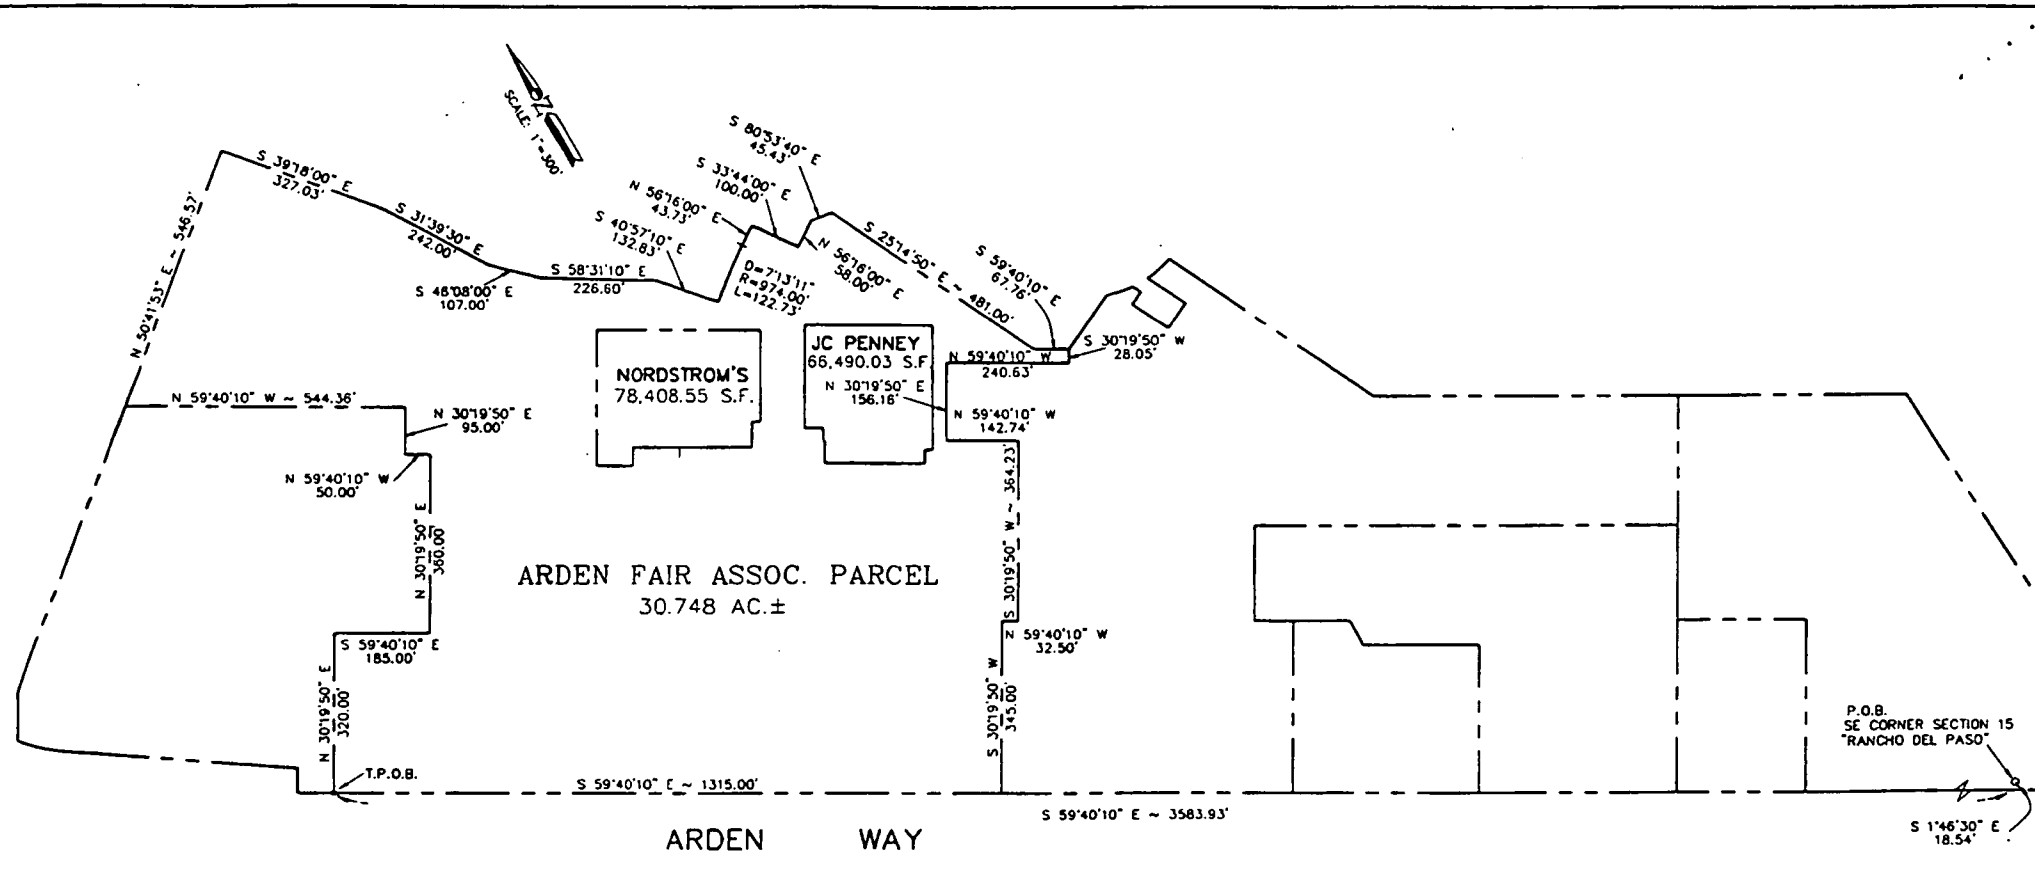 SCALE: 1"=300'
S 80°53'40" E
45.43'
S 33°44'00" E
100.00'
N 56°16'00" E
43.73'
S 40°57'10" E
132.83'
S 39°18'00" E
327.03'
S 31°39'30" E
242.00'
S 46°08'00" E
107.00'
S 58°31'10" E
226.60'
D=7°13'11"
R=974.00'
L=122.73'
N 56°16'00" E
58.00'
S 25°14'50" E ~ 481.00'
S 59°40'10" E
67.76'
S 30°19'50" W
28.05'
N 50°41'53" E ~ 546.57'
JC PENNEY
66,490.03 S.F.
NORDSTROM'S
78,408.55 S.F.
N 30°19'50" E
156.16'
N 59°40'10" W
240.63'
N 59°40'10" W
142.74'
N 59°40'10" W ~ 544.36'
N 30°19'50" E
95.00'
N 59°40'10" W
50.00'
N 30°19'50" E
360.00'
S 30°19'50" W ~ 364.23'
ARDEN FAIR ASSOC. PARCEL
30.748 AC.±
S 59°40'10" E
185.00'
N 59°40'10" W
32.50'
N 30°19'50" E
320.00'
S 30°19'50" W
345.00'
P.O.B.
SE CORNER SECTION 15
"RANCHO DEL PASO"
T.P.O.B.
S 59°40'10" E ~ 1315.00'
S 59°40'10" E ~ 3583.93'
S 1°46'30" E
18.54'
ARDEN WAY